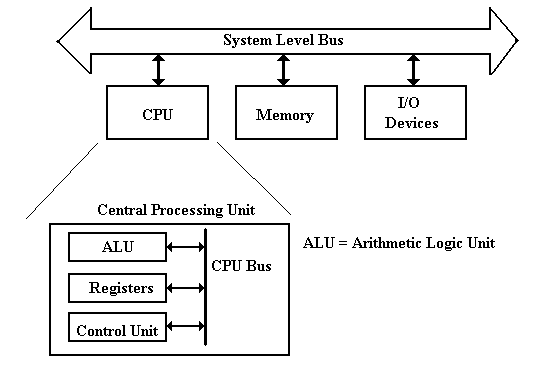 System Level Bus
CPU
Memory
I/O
Devices
Central Processing Unit
ALU
Registers
Control Unit
CPU Bus
ALU = Arithmetic Logic Unit